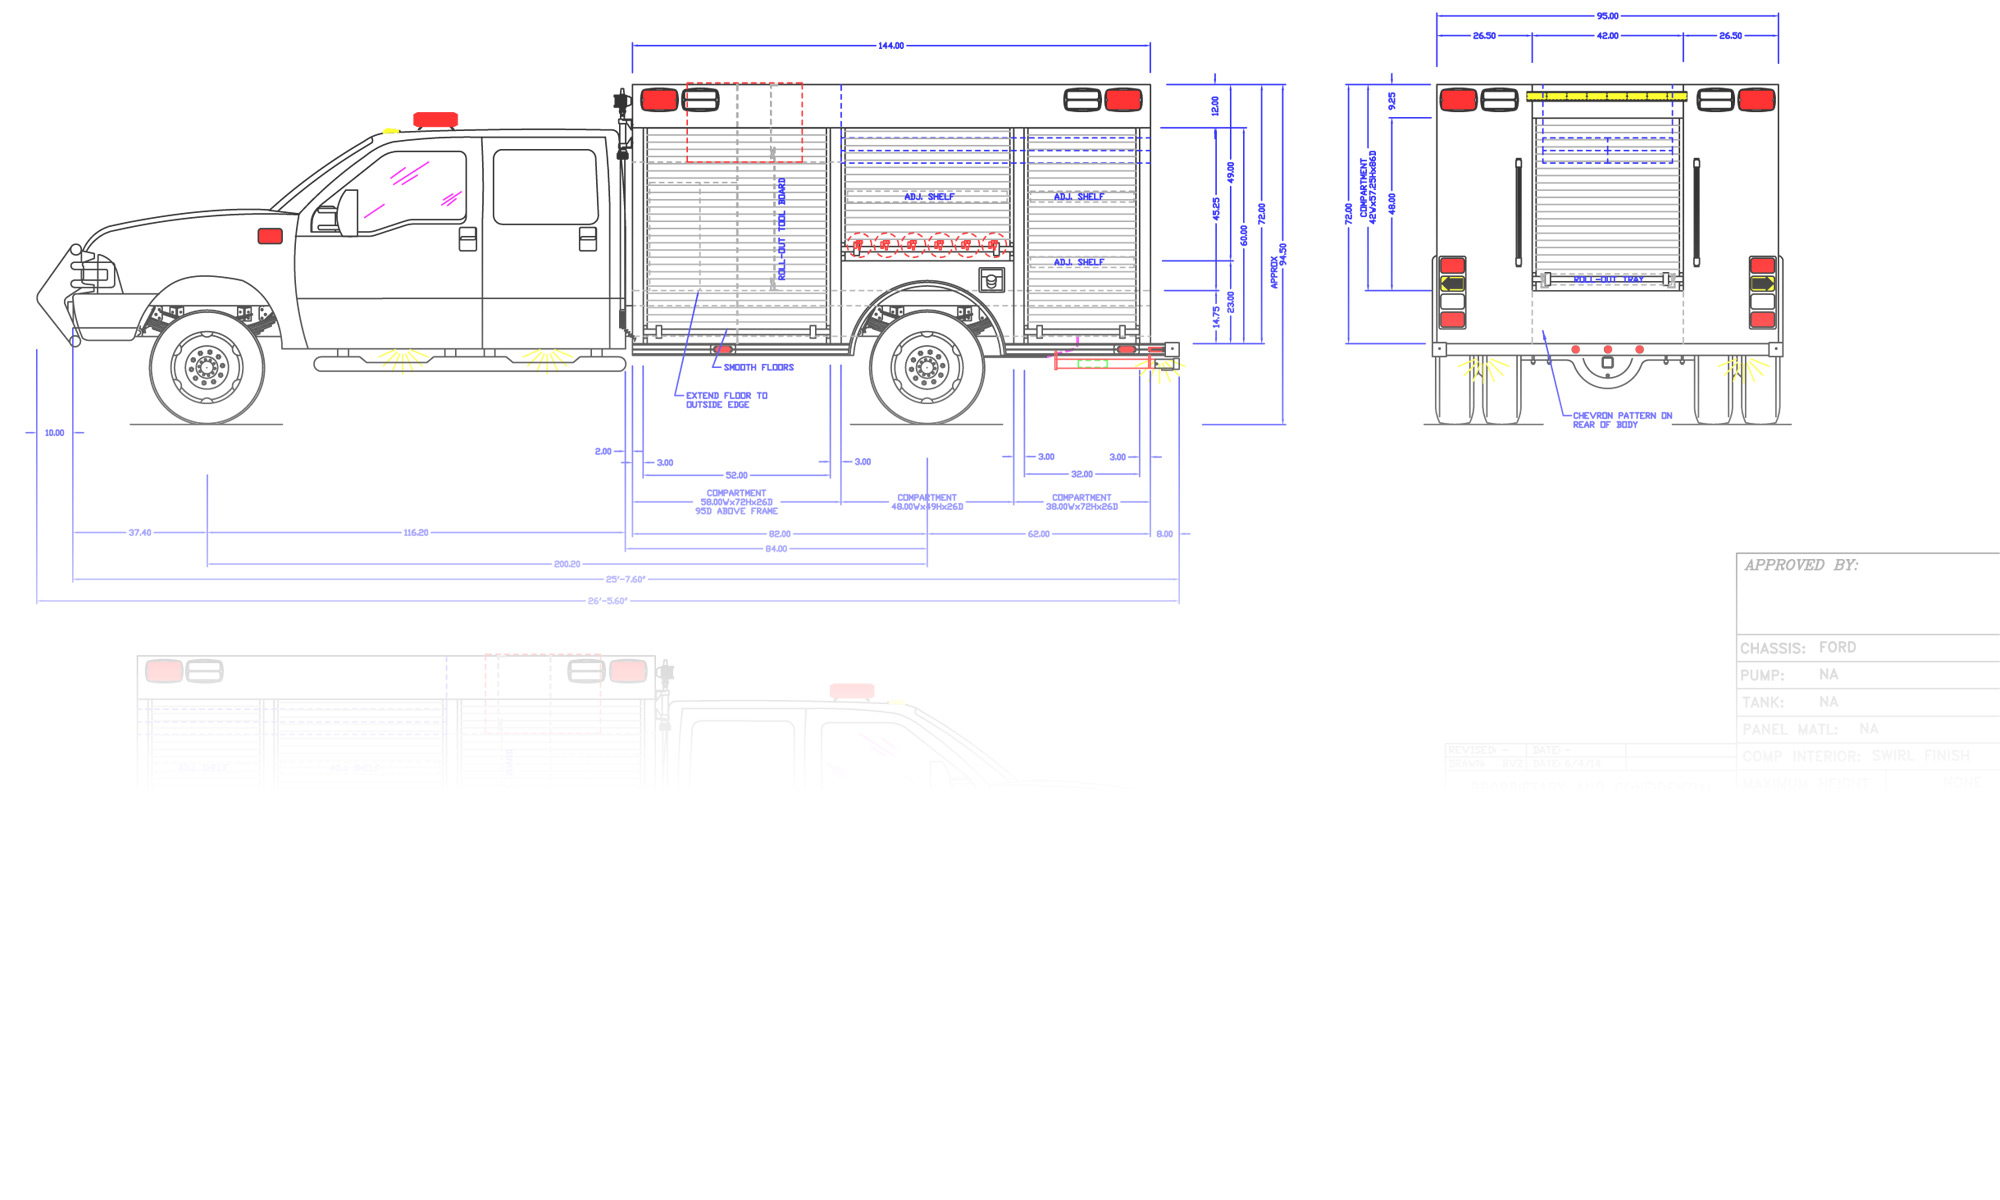 144.00
95.00
26.50
42.00
26.50
12.00
49.00
45.25
72.00
60.00
APPROX
94.50
14.75
23.00
72.00
COMPARTMENT
42Wx57.25Hx86D
9.25
48.00
ROLL-OUT TOOL BOARD
ADJ. SHELF
ADJ. SHELF
ADJ. SHELF
ROLL-OUT TRAY
SMOOTH FLOORS
EXTEND FLOOR TO
OUTSIDE EDGE
CHEVRON PATTERN ON
REAR OF BODY
10.00
2.00
3.00
3.00
3.00
3.00
52.00
32.00
COMPARTMENT
58.00Wx72Hx26D
95D ABOVE FRAME
COMPARTMENT
48.00Wx49Hx26D
COMPARTMENT
38.00Wx72Hx26D
37.40
116.20
82.00
62.00
8.00
84.00
200.20
25'-7.60"
26'-5.60"
APPROVED BY:
CHASSIS: FORD
PUMP: NA
TANK: NA
PANEL MATL: NA
COMP INTERIOR: SWIRL FINISH
REVISED: - DATE: -
DRAWN: DATE: